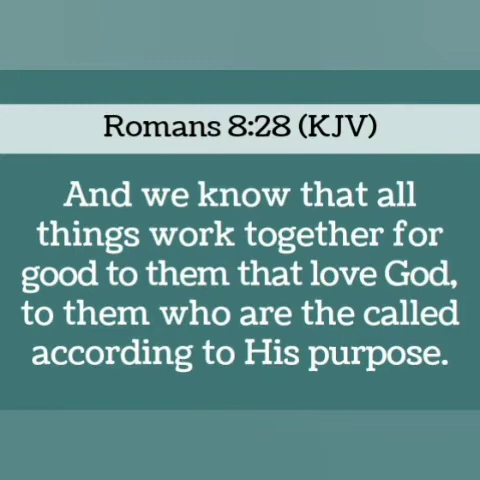 Romans 8:28 (KJV)
And we know that all
things work together for
good to them that love God,
to them who are the called
according to His purpose.